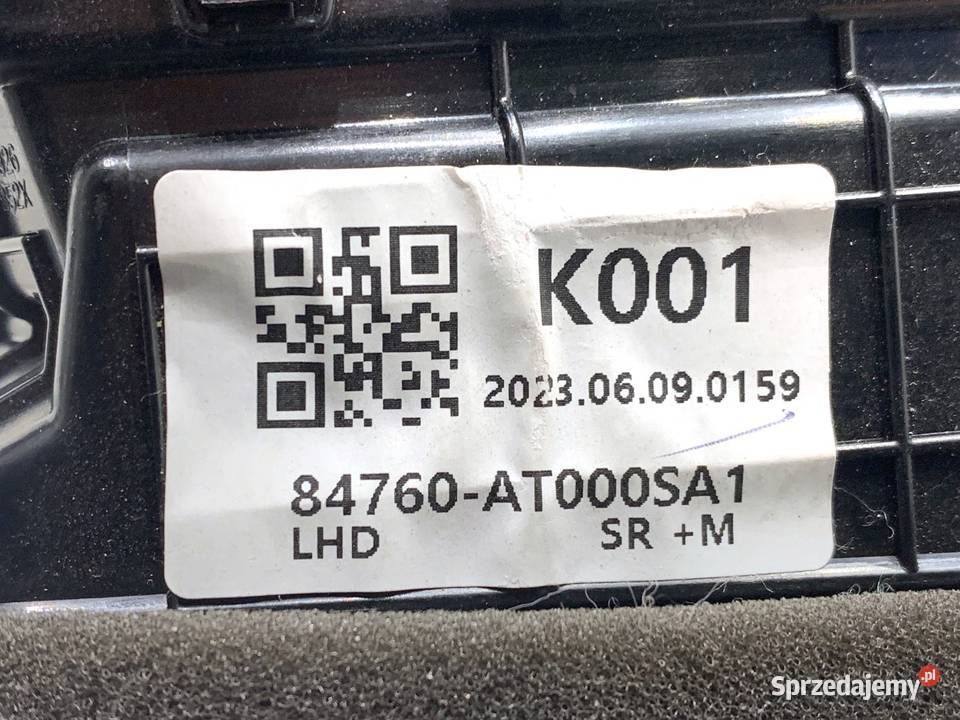 K001
2023.06.09.0159
84760-AT000SA1
LHD SR +M
Sprzedajemy.pl